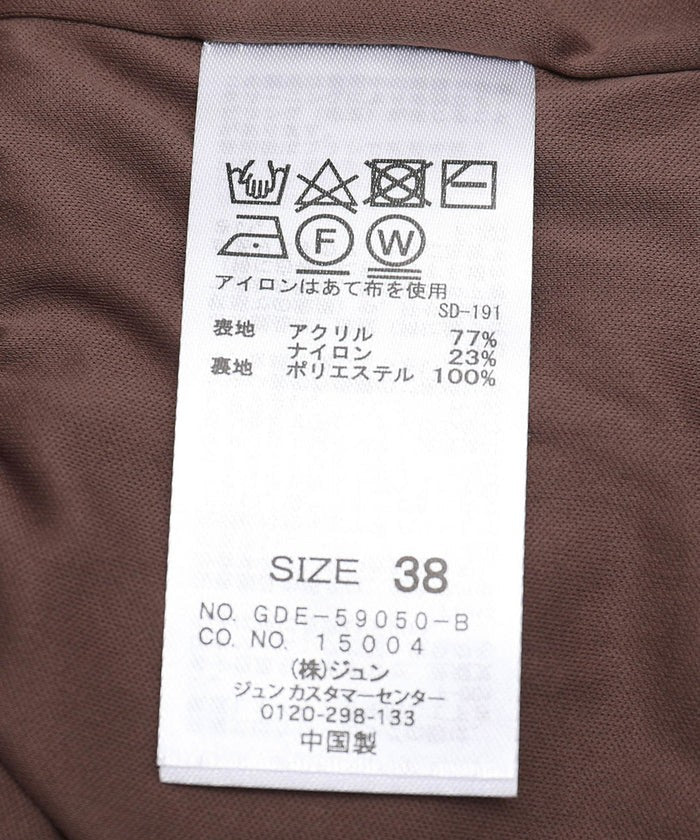 F W
アイロンはあて布を使用
SD-191
表地 アクリル 77%
ナイロン 23%
裏地 ポリエステル 100%
SIZE 38
NO. GDE-59050-B
CO. NO. 15004
(株)ジュン
ジュン カスタマーセンター
0120-298-133
中国製